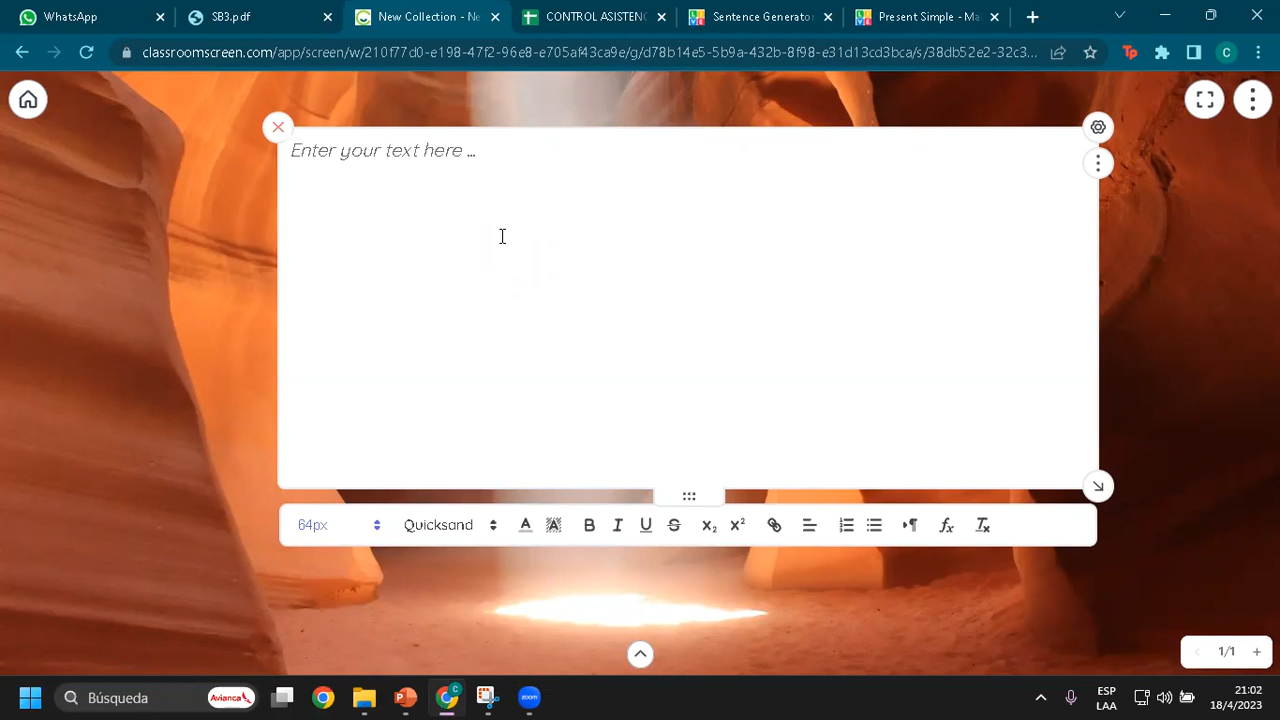 WhatsApp
SB3.pdf
New Collection - Ne
CONTROL ASISTENC
Sentence Generator
Present Simple - Ma
classroomscreen.com/app/screen/w/210f77d0-e198-47f2-96e8-e705af43ca9e/g/d78b14e5-5b9a-432b-8f98-e31d13cd3bca/s/38db52e2-32c3...
Enter your text here ...
64px
Quicksand
1/1
Búsqueda
Avianca
zoom
ESP
LAA
21:02
18/4/2023